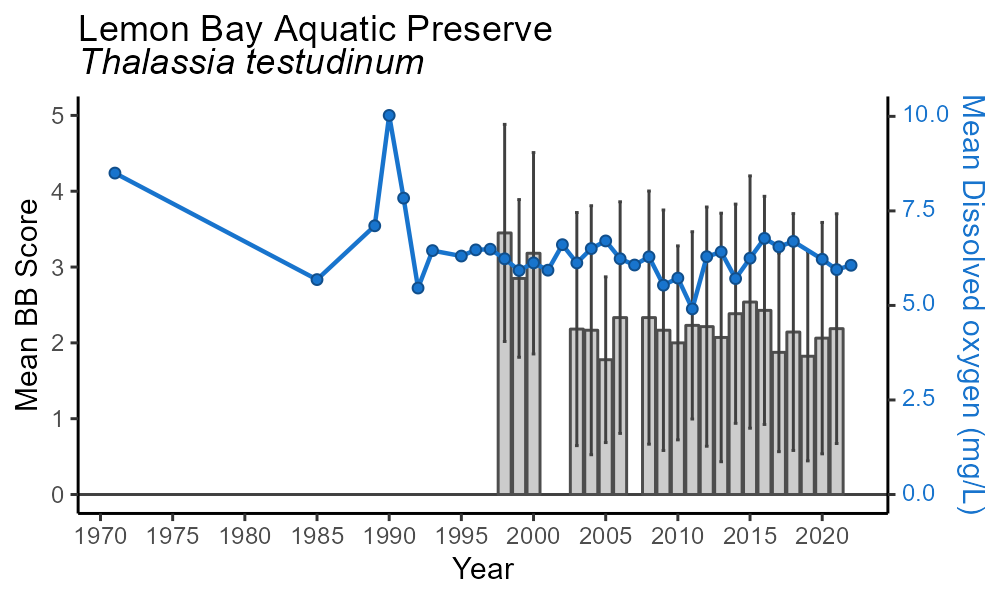 Lemon Bay Aquatic Preserve
Thalassia testudinum
Mean BB Score
5
4
3
2
1
0
10.0
7.5
5.0
2.5
0.0
Mean Dissolved oxygen (mg/L)
1970 1975 1980 1985 1990 1995 2000 2005 2010 2015 2020
Year